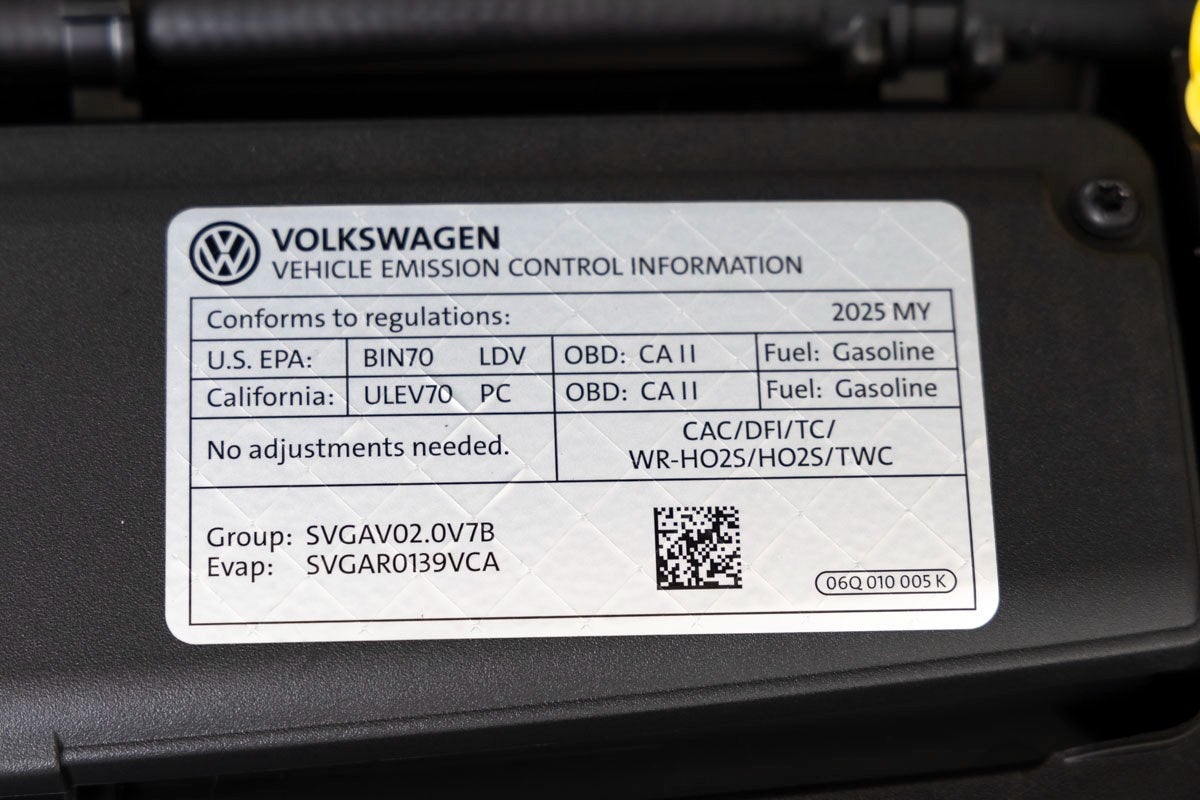 VOLKSWAGEN
VEHICLE EMISSION CONTROL INFORMATION
Conforms to regulations: 2025 MY
U.S. EPA: BIN70 LDV OBD: CA II Fuel: Gasoline
California: ULEV70 PC OBD: CA II Fuel: Gasoline
No adjustments needed.
CAC/DFI/TC/
WR-HO2S/HO2S/TWC
Group: SVGAV02.0V7B
Evap: SVGAR0139VCA
06Q 010 005 K